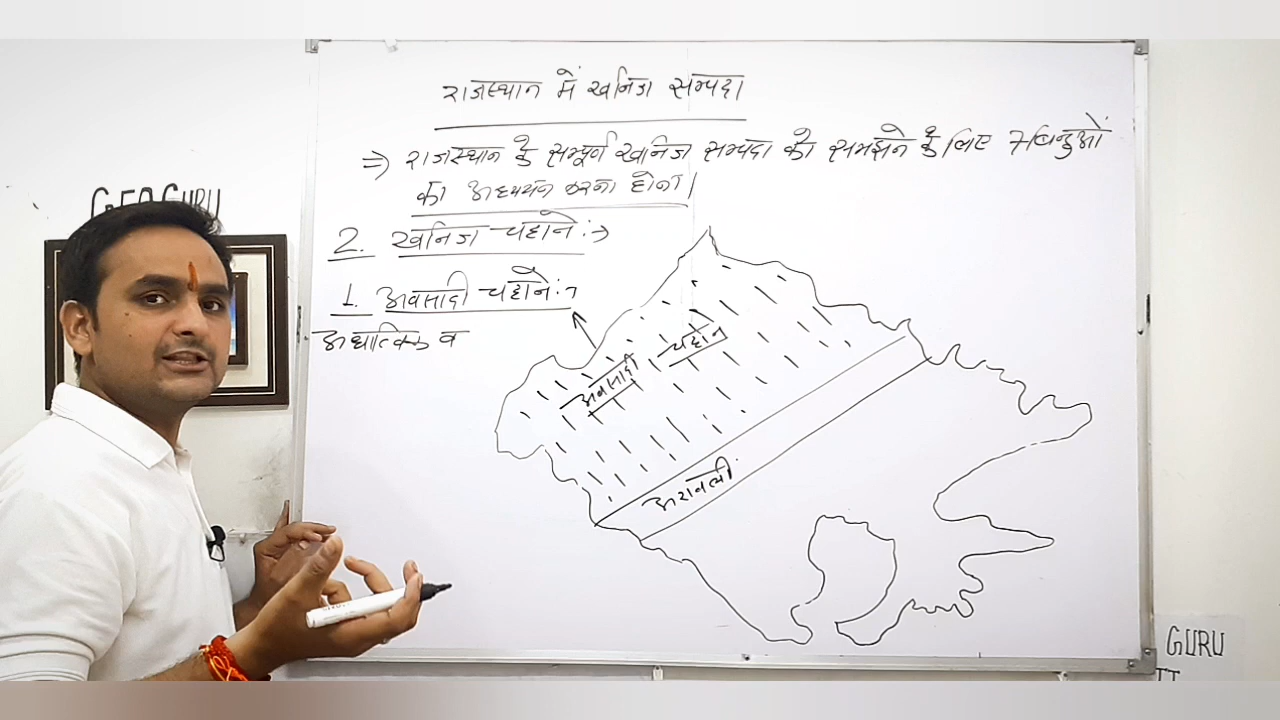 राजस्थान में खनिज सम्पदा
⇒ राजस्थान के सम्पूर्ण खनिज सम्पदा को समझने के लिए 7 बिन्दुओं
का अध्ययन करना होगा।
2. खनिज चट्टाने :→
1. अवसादी चट्टाने :→
अधात्विक व
अवसादी चट्टाने
अरावली
GEO GURU
GURU